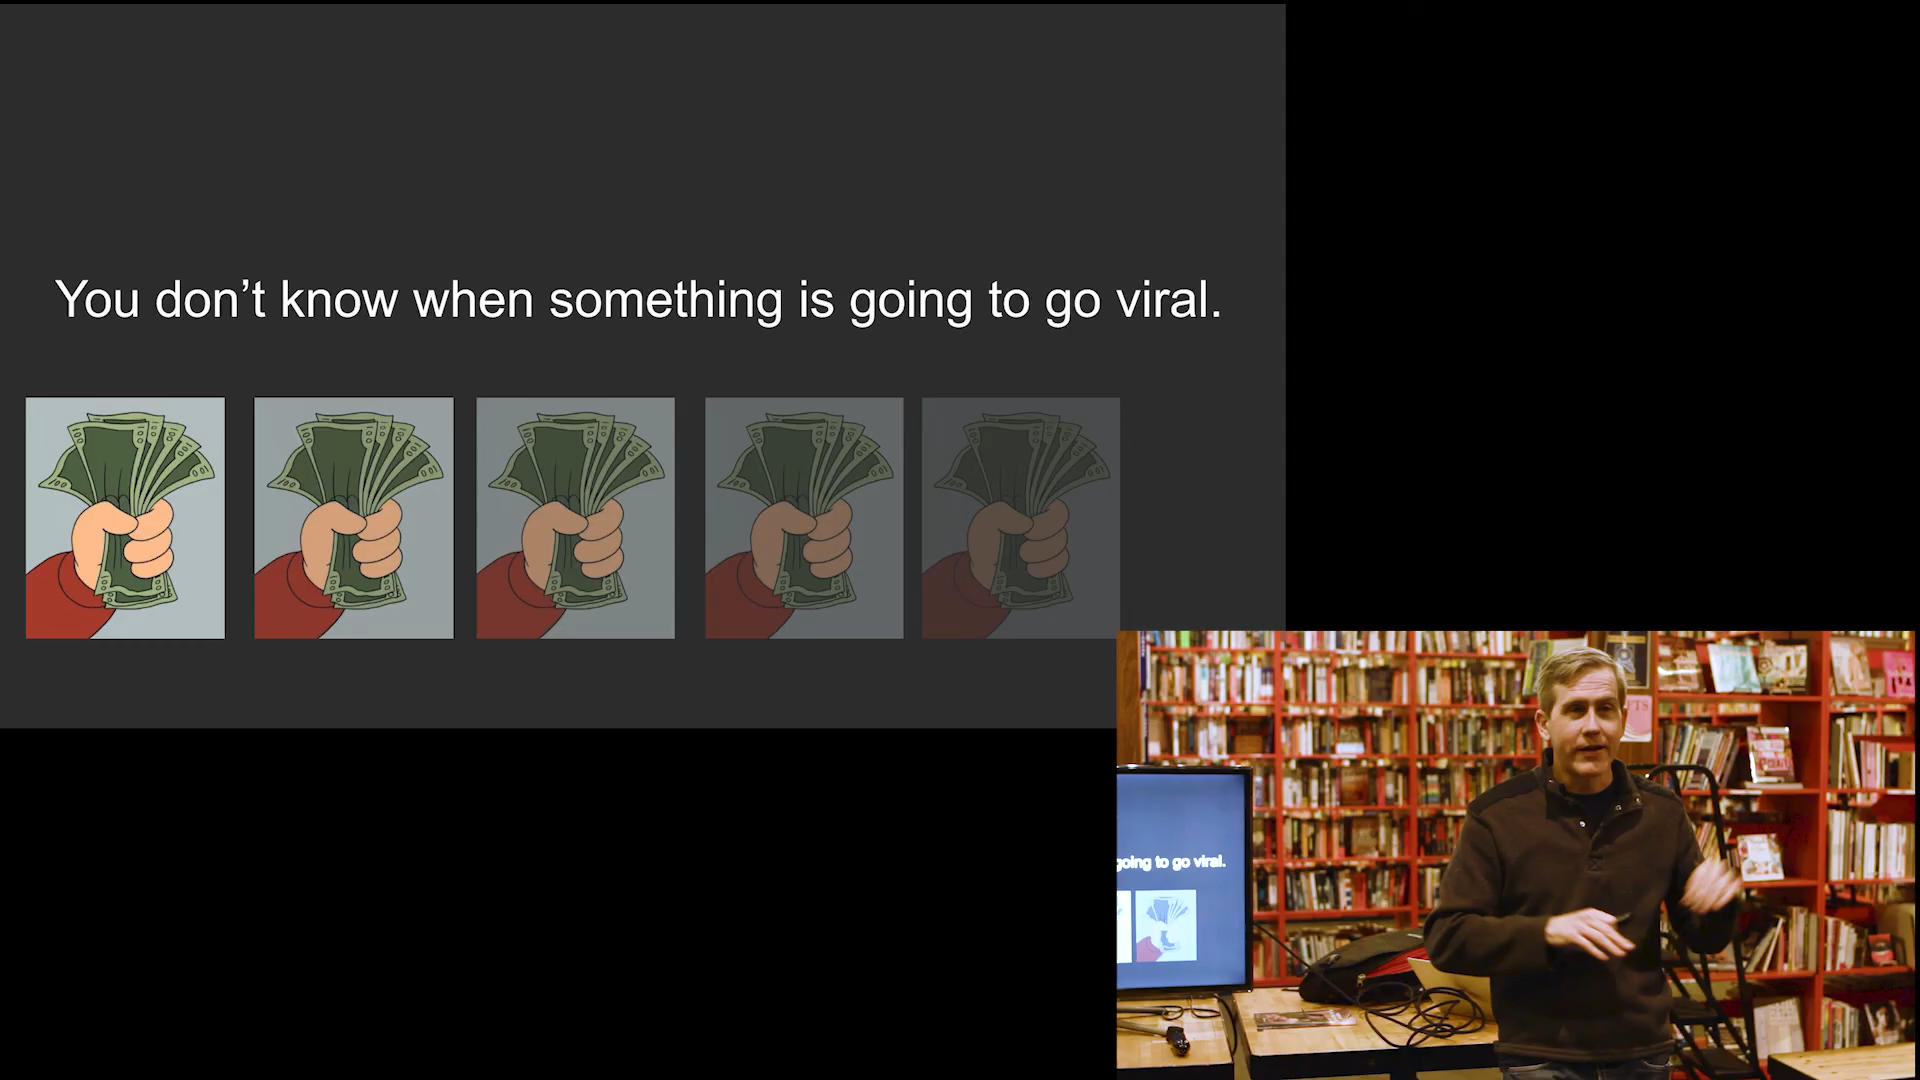 You don’t know when something is going to go viral.
going to go viral.